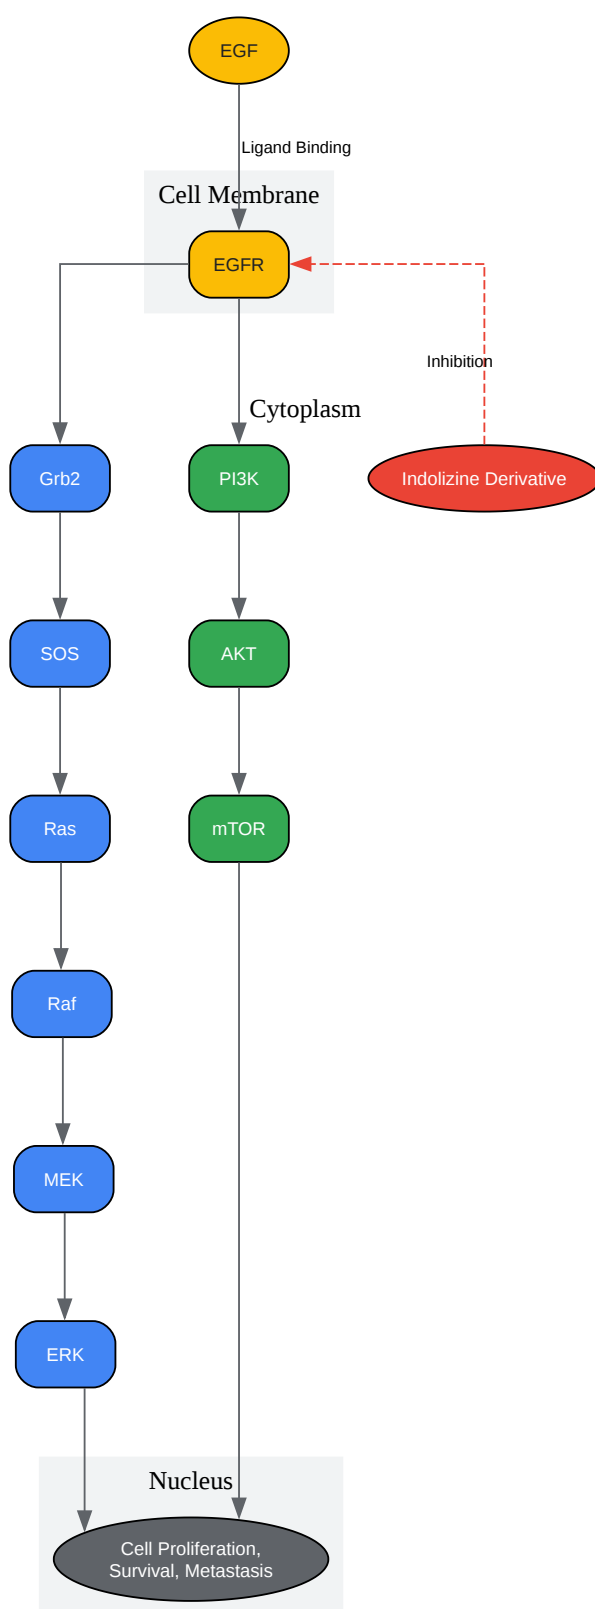 EGF
Ligand Binding
Cell Membrane
EGFR
Inhibition
Cytoplasm
Grb2
PI3K
Indolizine Derivative
SOS
AKT
Ras
mTOR
Raf
MEK
ERK
Nucleus
Cell Proliferation,
Survival, Metastasis